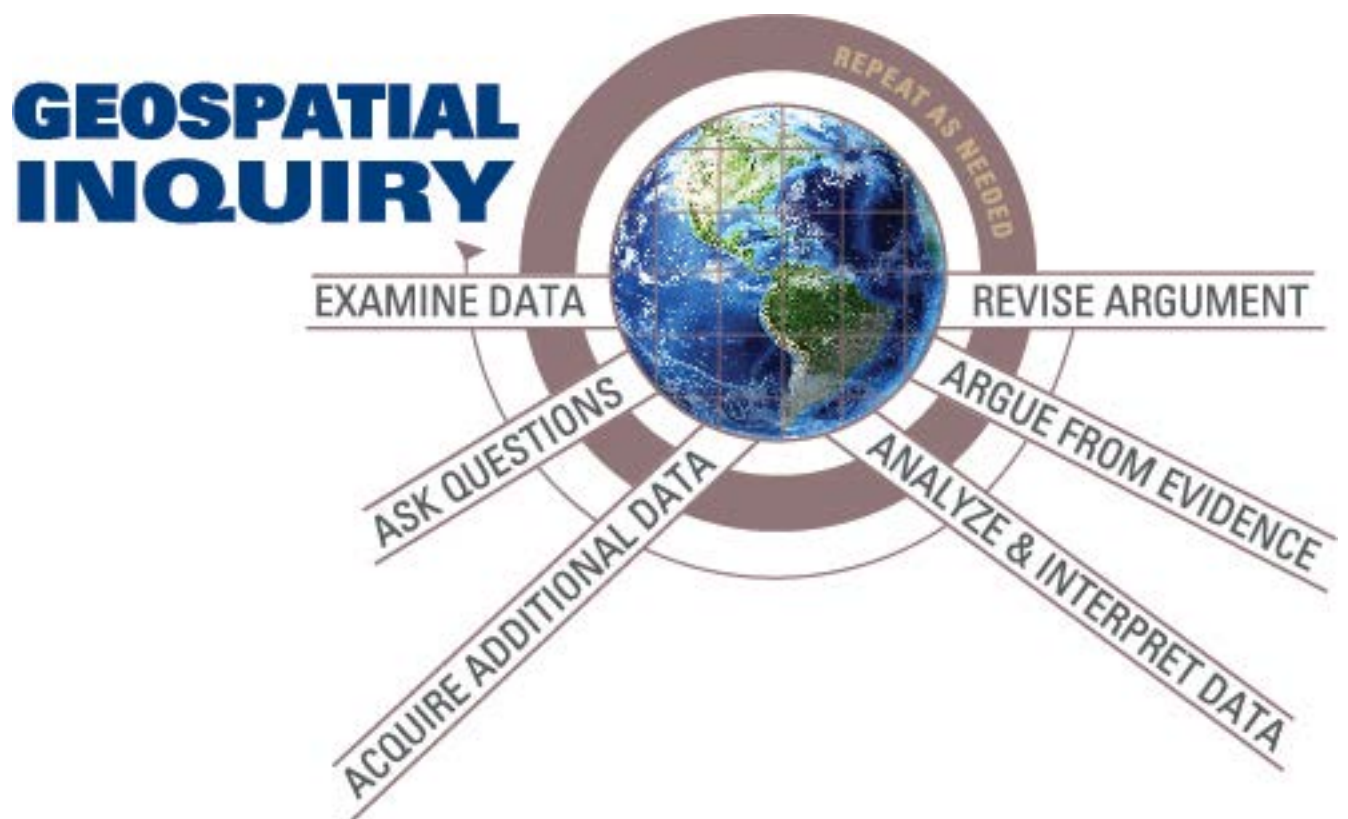 GEOSPATIAL
INQUIRY
REPEAT AS NEEDED
EXAMINE DATA
ASK QUESTIONS
ACQUIRE ADDITIONAL DATA
ANALYZE & INTERPRET DATA
ARGUE FROM EVIDENCE
REVISE ARGUMENT